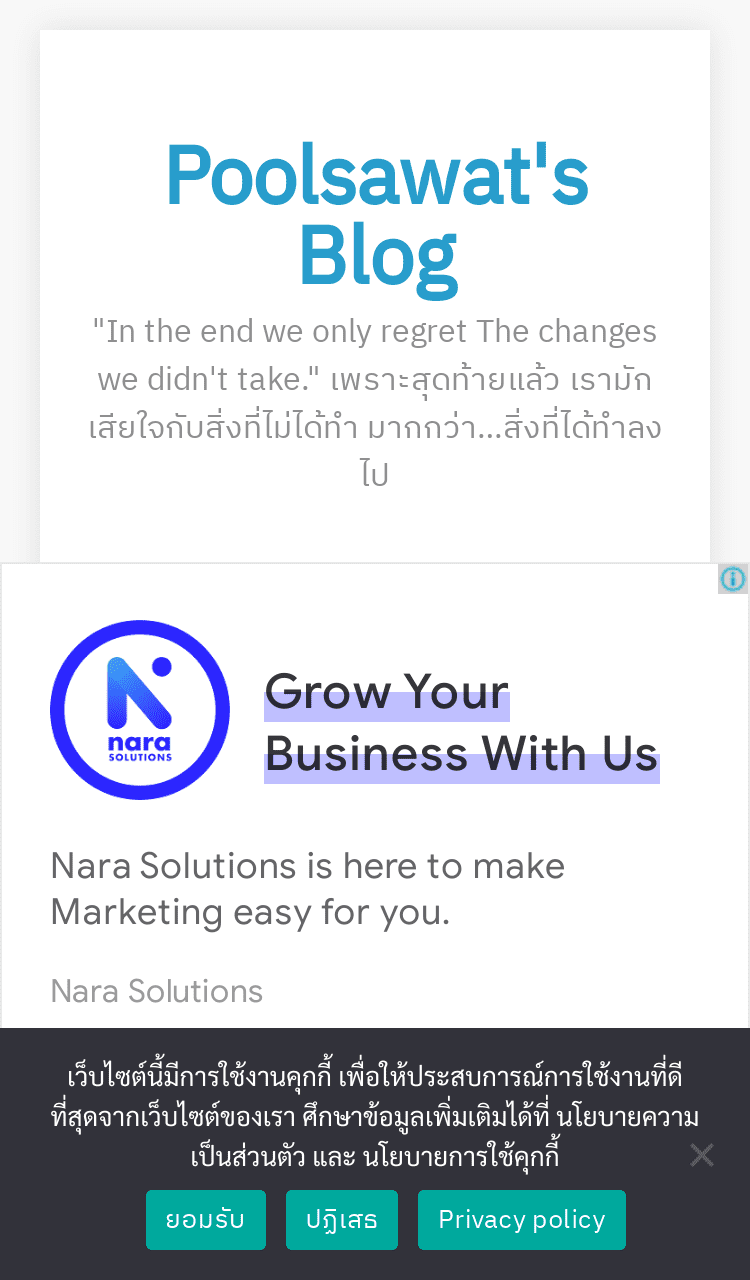 Poolsawat's
Blog
"In the end we only regret The changes
we didn't take." เพราะสุดท้ายแล้ว เรามัก
เสียใจกับสิ่งที่ไม่ได้ทำ มากกว่า...สิ่งที่ได้ทำลง
ไป
nara
SOLUTIONS
Grow Your
Business With Us
Nara Solutions is here to make
Marketing easy for you.
Nara Solutions
เว็บไซต์นี้มีการใช้งานคุกกี้ เพื่อให้ประสบการณ์การใช้งานที่ดี
ที่สุดจากเว็บไซต์ของเรา ศึกษาข้อมูลเพิ่มเติมได้ที่ นโยบายความ
เป็นส่วนตัว และ นโยบายการใช้คุกกี้
ยอมรับ ปฏิเสธ Privacy policy